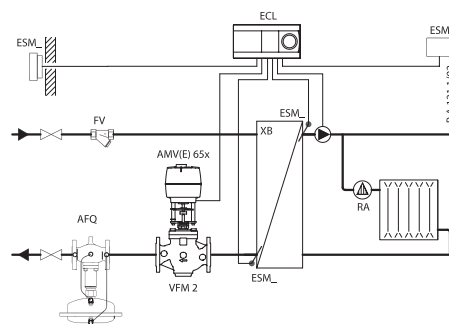 ECL
ESM_
ESM
FV
ESM_
XB
AMV(E) 65x
RA
AFQ
VFM 2
ESM_